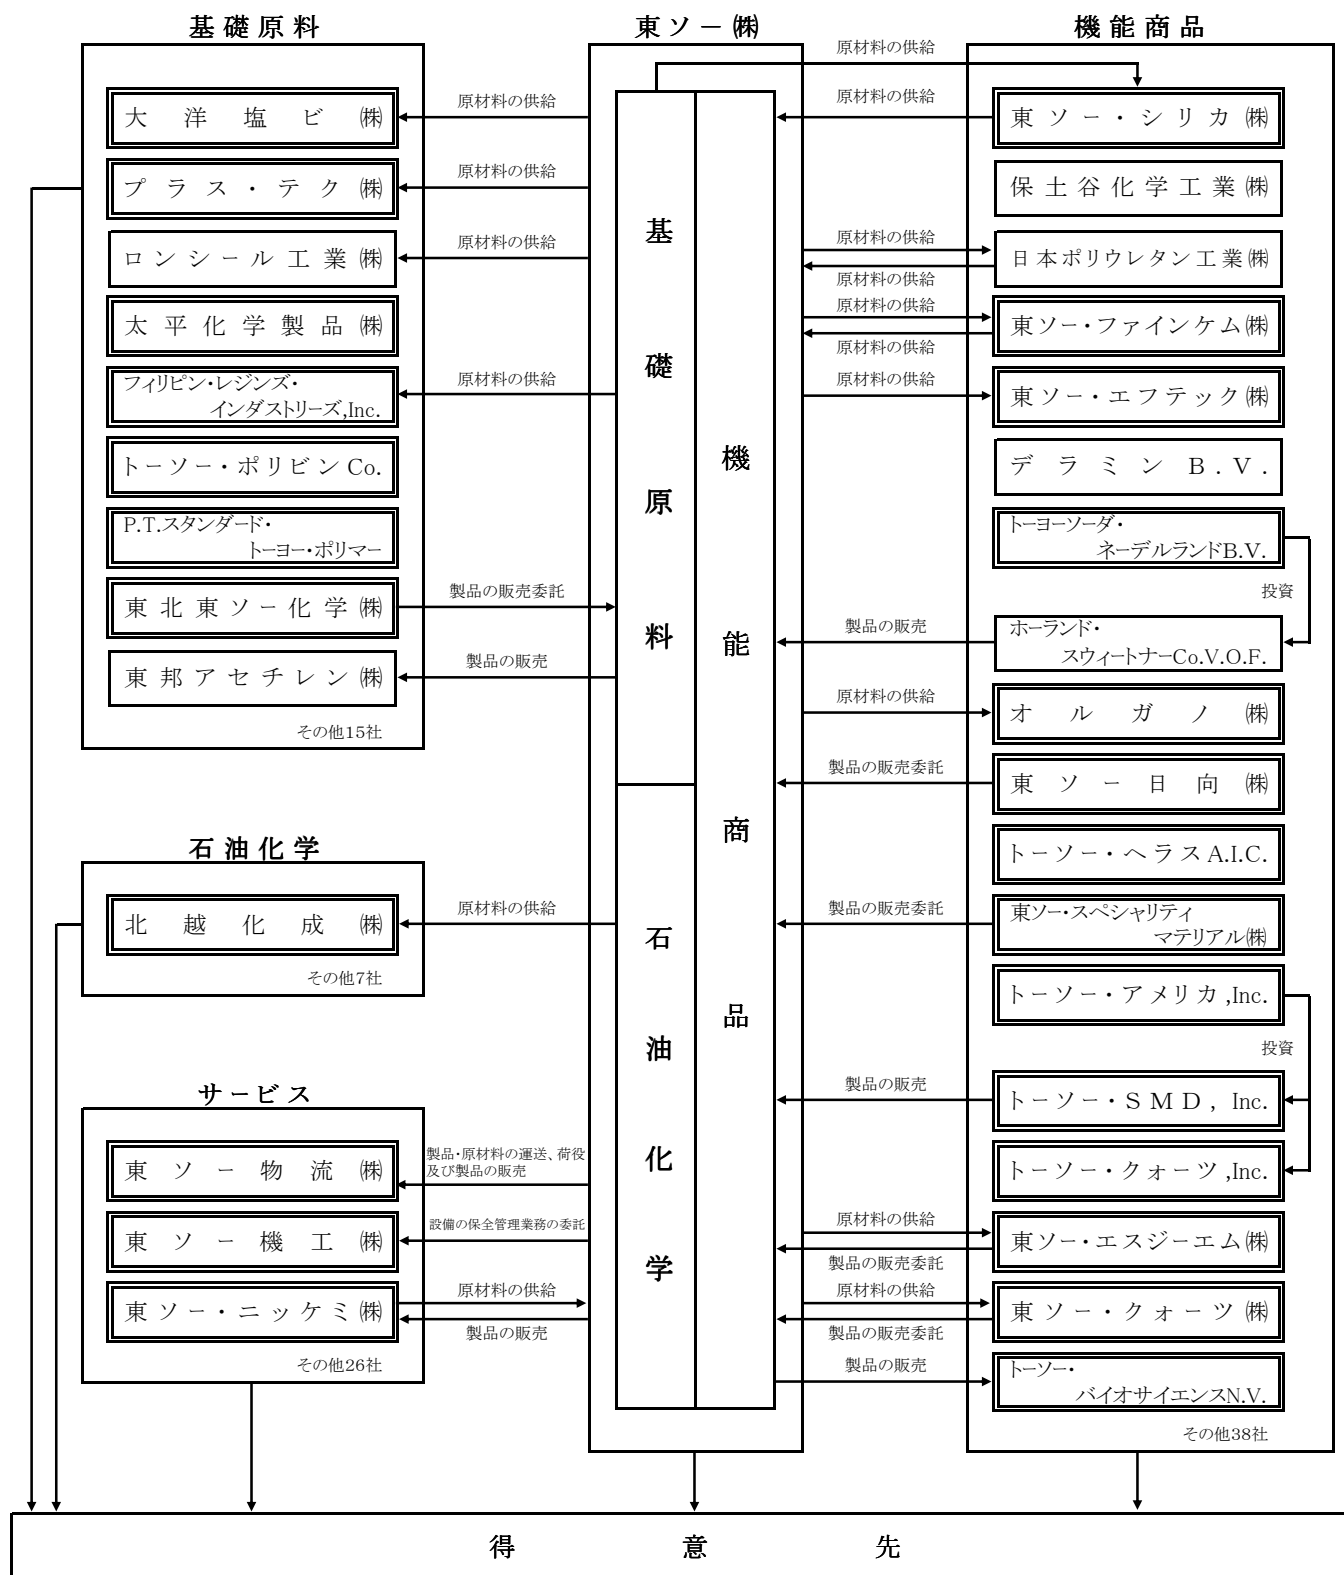 基礎原料
東ソー㈱
機能商品
原材料の供給
大洋塩ビ㈱
原材料の供給
原材料の供給
東ソー・シリカ㈱
プラス・テク㈱
原材料の供給
保土谷化学工業㈱
ロンシール工業㈱
原材料の供給
原材料の供給
日本ポリウレタン工業㈱
原材料の供給
太平化学製品㈱
原材料の供給
東ソー・ファインケム㈱
原材料の供給
フィリピン・レジンズ・
インダストリーズ,Inc.
原材料の供給
原材料の供給
東ソー・エフテック㈱
トーソー・ポリビンCo.
デラミンB.V.
P.T.スタンダード・
トーヨー・ポリマー
トーヨーソーダ・
ネーデルランドB.V.
投資
東北東ソー化学㈱
製品の販売委託
製品の販売
ホーランド・
スウィートナーCo.V.O.F.
東邦アセチレン㈱
製品の販売
原材料の供給
オルガノ㈱
その他15社
製品の販売委託
東ソー日向㈱
トーソー・ヘラスA.I.C.
石油化学
北越化成㈱
原材料の供給
製品の販売委託
東ソー・スペシャリティ
マテリアル㈱
その他7社
トーソー・アメリカ,Inc.
投資
サービス
製品の販売
トーソー・SMD, Inc.
東ソー物流㈱
製品・原材料の運送、荷役
及び製品の販売
トーソー・クォーツ,Inc.
東ソー機工㈱
設備の保全管理業務の委託
原材料の供給
東ソー・エスジーエム㈱
製品の販売委託
東ソー・ニッケミ㈱
原材料の供給
製品の販売
原材料の供給
東ソー・クォーツ㈱
製品の販売委託
その他26社
製品の販売
トーソー・
バイオサイエンスN.V.
その他38社
基礎原料
石油化学
機能商品
得意先